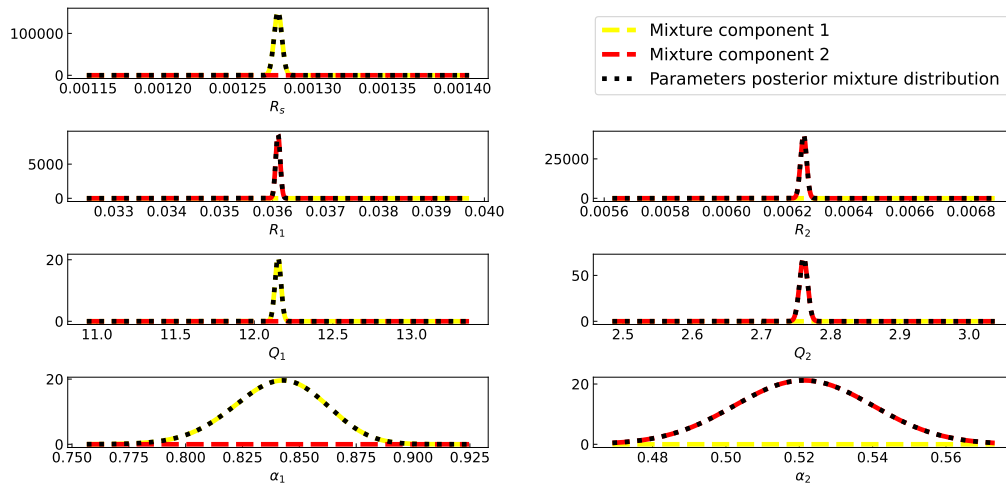 100000
0
0.00115 0.00120 0.00125 0.00130 0.00135 0.00140
R_s
Mixture component 1
Mixture component 2
Parameters posterior mixture distribution
5000
0
0.033 0.034 0.035 0.036 0.037 0.038 0.039 0.040
R_1
25000
0
0.0056 0.0058 0.0060 0.0062 0.0064 0.0066 0.0068
R_2
20
0
11.0 11.5 12.0 12.5 13.0
Q_1
50
0
2.5 2.6 2.7 2.8 2.9 3.0
Q_2
20
0
0.750 0.775 0.800 0.825 0.850 0.875 0.900 0.925
α_1
20
0
0.48 0.50 0.52 0.54 0.56
α_2